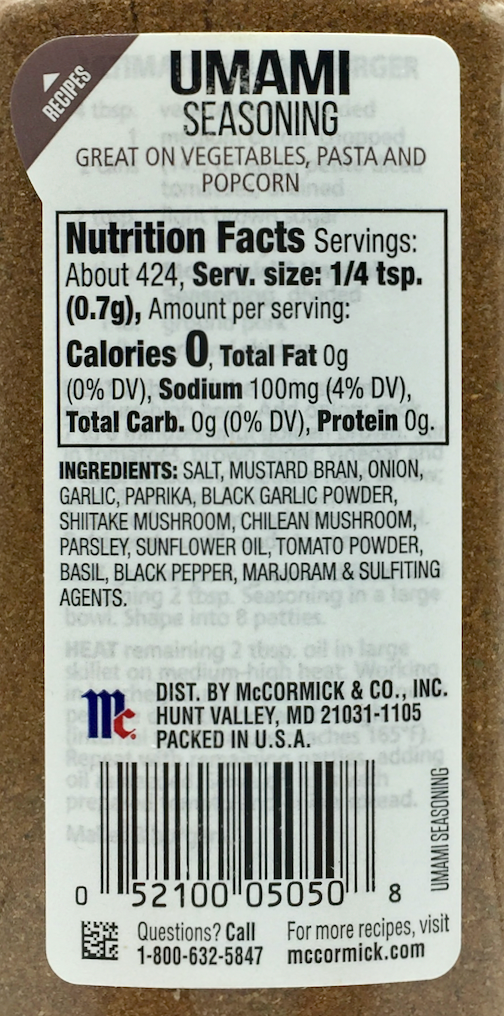 RECIPES
UMAMI
SEASONING
GREAT ON VEGETABLES, PASTA AND
POPCORN
Nutrition Facts Servings:
About 424, Serv. size: 1/4 tsp.
(0.7g), Amount per serving:
Calories 0, Total Fat 0g
(0% DV), Sodium 100mg (4% DV),
Total Carb. 0g (0% DV), Protein 0g.
INGREDIENTS: SALT, MUSTARD BRAN, ONION,
GARLIC, PAPRIKA, BLACK GARLIC POWDER,
SHIITAKE MUSHROOM, CHILEAN MUSHROOM,
PARSLEY, SUNFLOWER OIL, TOMATO POWDER,
BASIL, BLACK PEPPER, MARJORAM & SULFITING
AGENTS.
Mc
DIST. BY McCORMICK & CO., INC.
HUNT VALLEY, MD 21031-1105
PACKED IN U.S.A.
UMAMI SEASONING
0 52100 05050 8
Questions? Call
1-800-632-5847
For more recipes, visit
mccormick.com